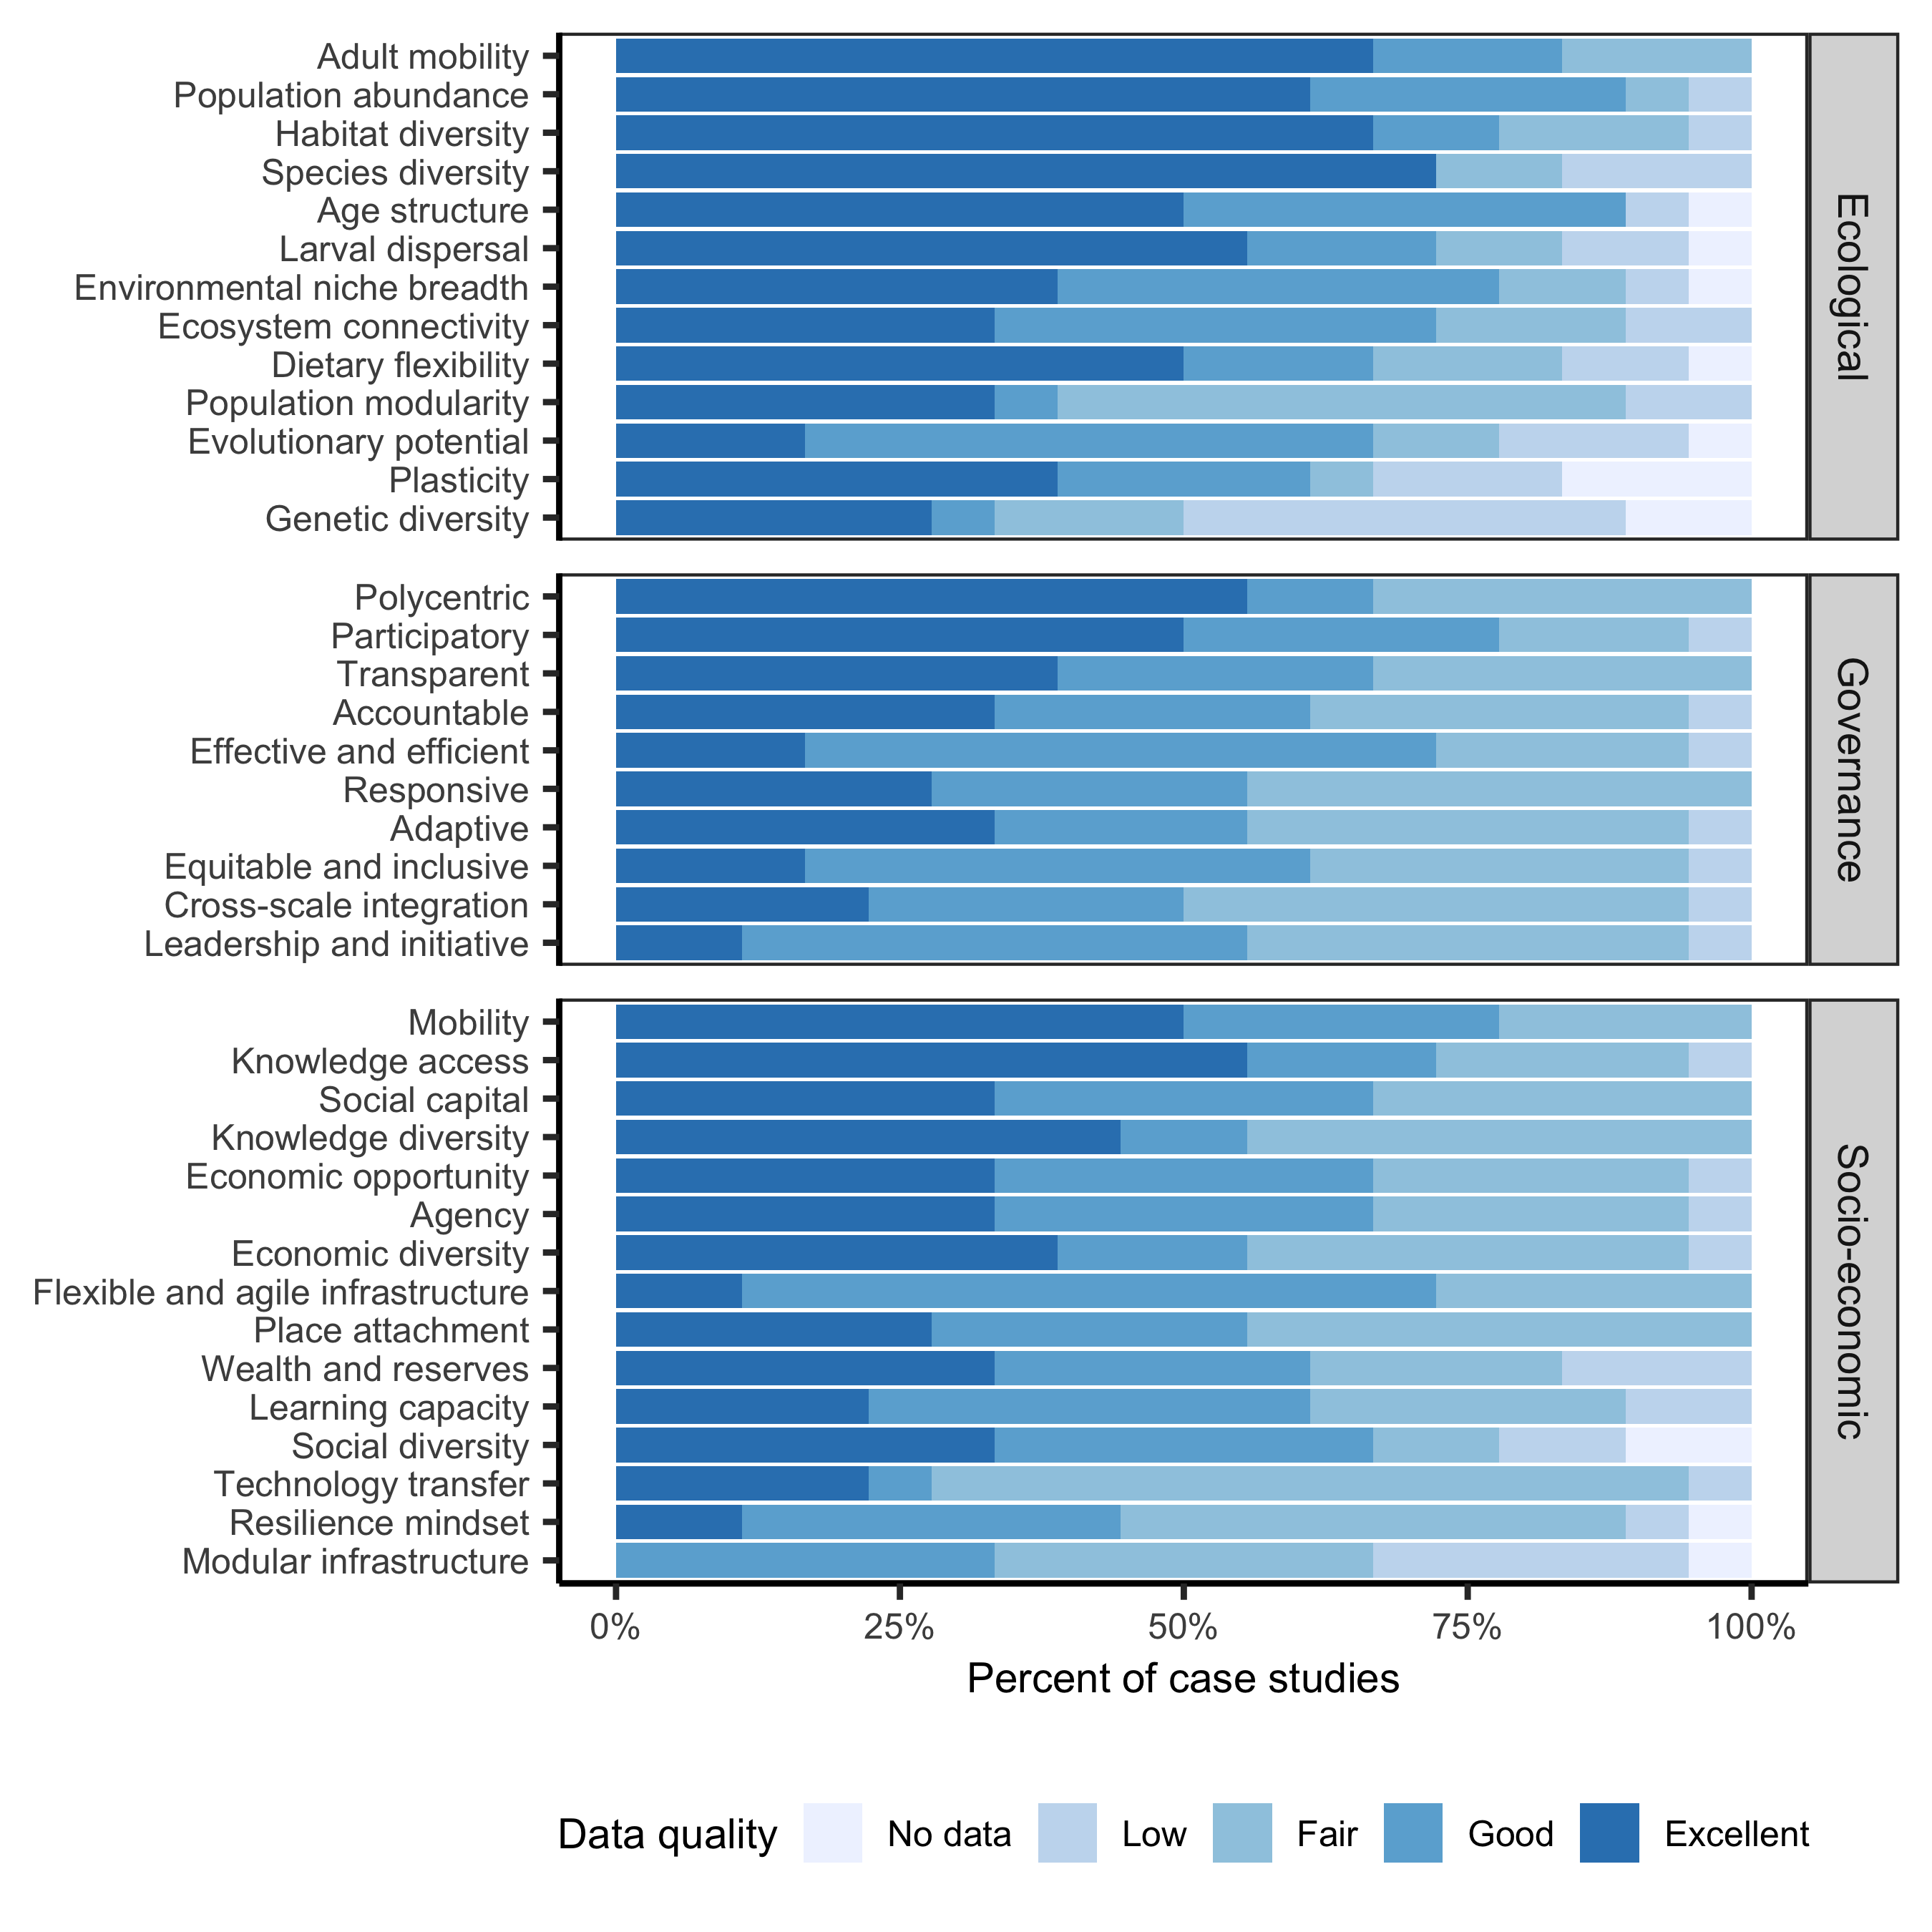 Adult mobility
Population abundance
Habitat diversity
Species diversity
Age structure
Larval dispersal
Environmental niche breadth
Ecosystem connectivity
Dietary flexibility
Population modularity
Evolutionary potential
Plasticity
Genetic diversity
Ecological
Polycentric
Participatory
Transparent
Accountable
Effective and efficient
Responsive
Adaptive
Equitable and inclusive
Cross-scale integration
Leadership and initiative
Governance
Mobility
Knowledge access
Social capital
Knowledge diversity
Economic opportunity
Agency
Economic diversity
Flexible and agile infrastructure
Place attachment
Wealth and reserves
Learning capacity
Social diversity
Technology transfer
Resilience mindset
Modular infrastructure
Socio-economic
0% 25% 50% 75% 100%
Percent of case studies
Data quality No data Low Fair Good Excellent